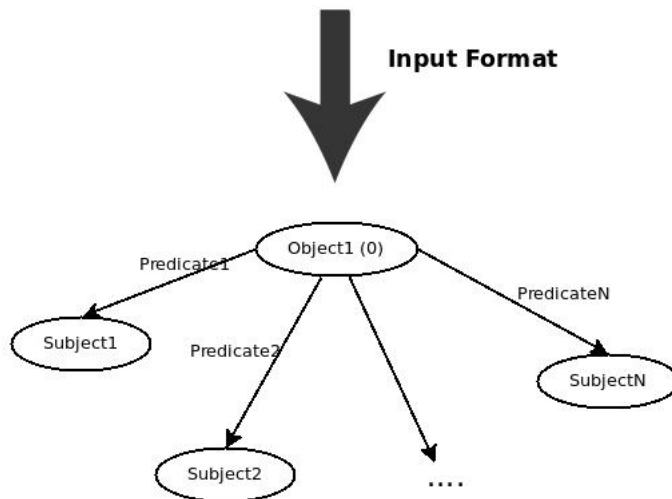 Input Format
Object1 (0)
Predicate1
PredicateN
Subject1
Predicate2
SubjectN
Subject2
....